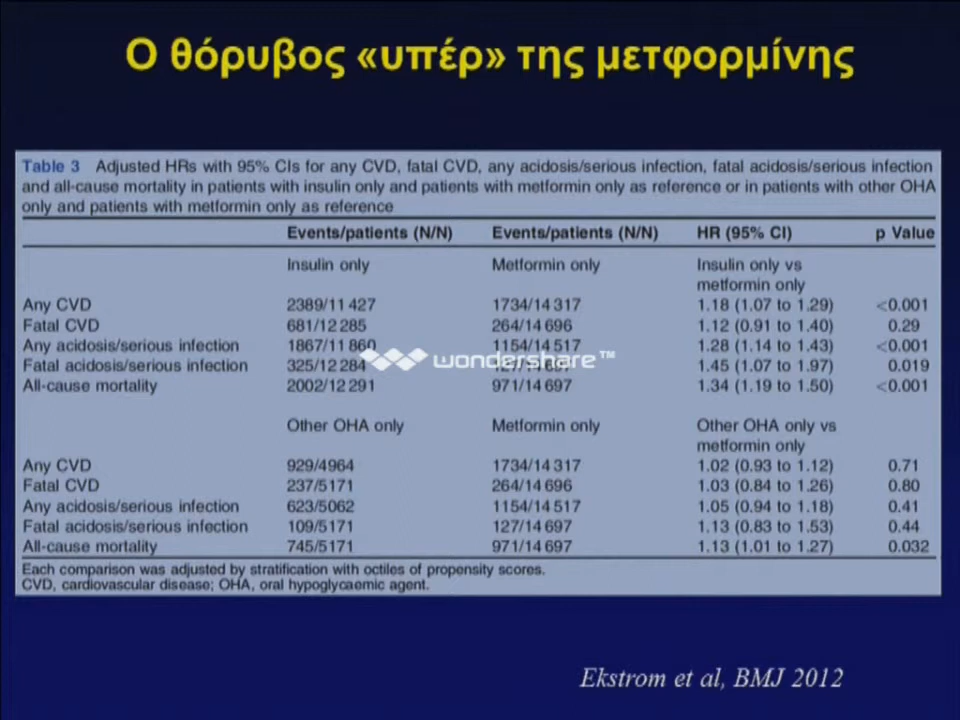 Ο θόρυβος «υπέρ» της μετφορμίνης
Table 3 Adjusted HRs with 95% CIs for any CVD, fatal CVD, any acidosis/serious infection, fatal acidosis/serious infection
and all-cause mortality in patients with insulin only and patients with metformin only as reference or in patients with other OHA
only and patients with metformin only as reference
Events/patients (N/N) Events/patients (N/N) HR (95% CI) p Value
Insulin only Metformin only Insulin only vs
metformin only
Any CVD 2389/11 427 1734/14 317 1.18 (1.07 to 1.29) <0.001
Fatal CVD 681/12 285 264/14 696 1.12 (0.91 to 1.40) 0.29
Any acidosis/serious infection 1867/11 860 1154/14 517 1.28 (1.14 to 1.43) <0.001
wondershare™
Fatal acidosis/serious infection 325/12 284 127/14 697 1.45 (1.07 to 1.97) 0.019
All-cause mortality 2002/12 291 971/14 697 1.34 (1.19 to 1.50) <0.001
Other OHA only Metformin only Other OHA only vs
metformin only
Any CVD 929/4964 1734/14 317 1.02 (0.93 to 1.12) 0.71
Fatal CVD 237/5171 264/14 696 1.03 (0.84 to 1.26) 0.80
Any acidosis/serious infection 623/5062 1154/14 517 1.05 (0.94 to 1.18) 0.41
Fatal acidosis/serious infection 109/5171 127/14 697 1.13 (0.83 to 1.53) 0.44
All-cause mortality 745/5171 971/14 697 1.13 (1.01 to 1.27) 0.032
Each comparison was adjusted by stratification with octiles of propensity scores.
CVD, cardiovascular disease; OHA, oral hypoglycaemic agent.
Ekstrom et al, BMJ 2012